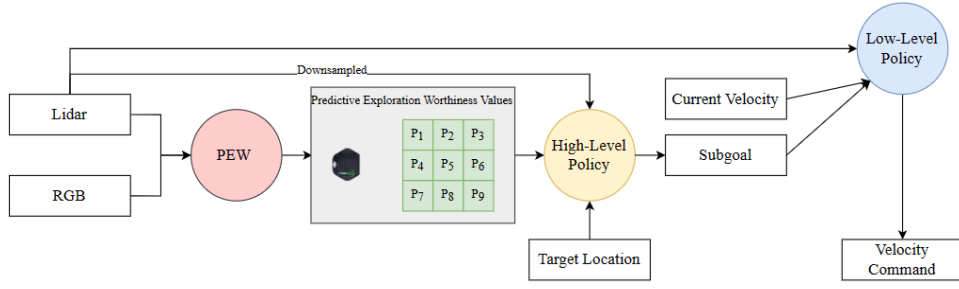 Low-Level
Policy
Downsampled
Lidar
Predictive Exploration Worthiness Values
Current Velocity
P1 P2 P3
PEW
P4 P5 P6
High-Level
Policy
Subgoal
RGB
P7 P8 P9
Target Location
Velocity
Command